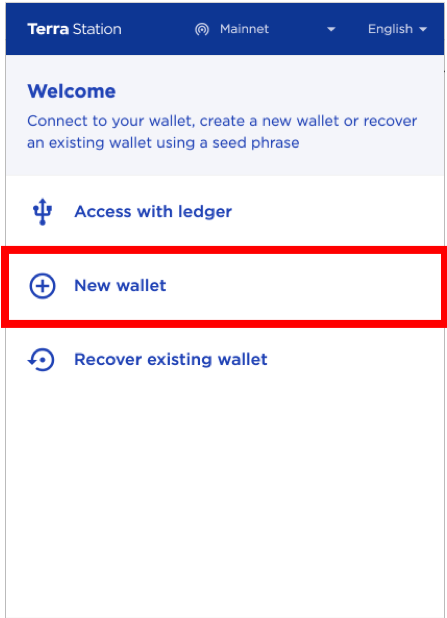 Terra Station Mainnet English
Welcome
Connect to your wallet, create a new wallet or recover
an existing wallet using a seed phrase
Access with ledger
New wallet
Recover existing wallet